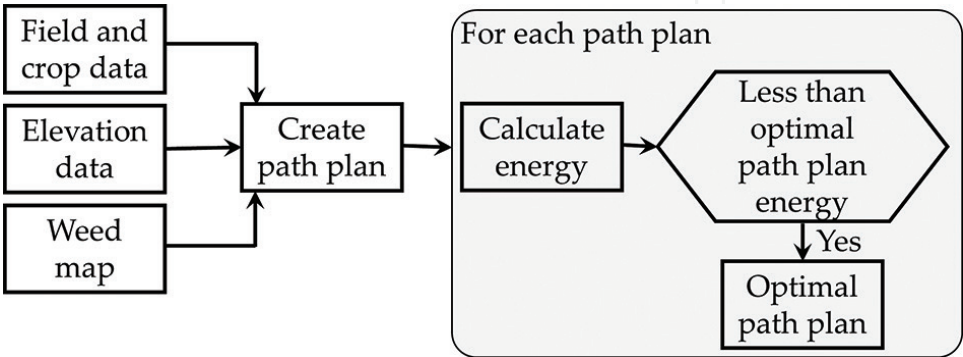 Field and
crop data
Elevation
data
Weed
map
Create
path plan
For each path plan
Calculate
energy
Less than
optimal
path plan
energy
Yes
Optimal
path plan